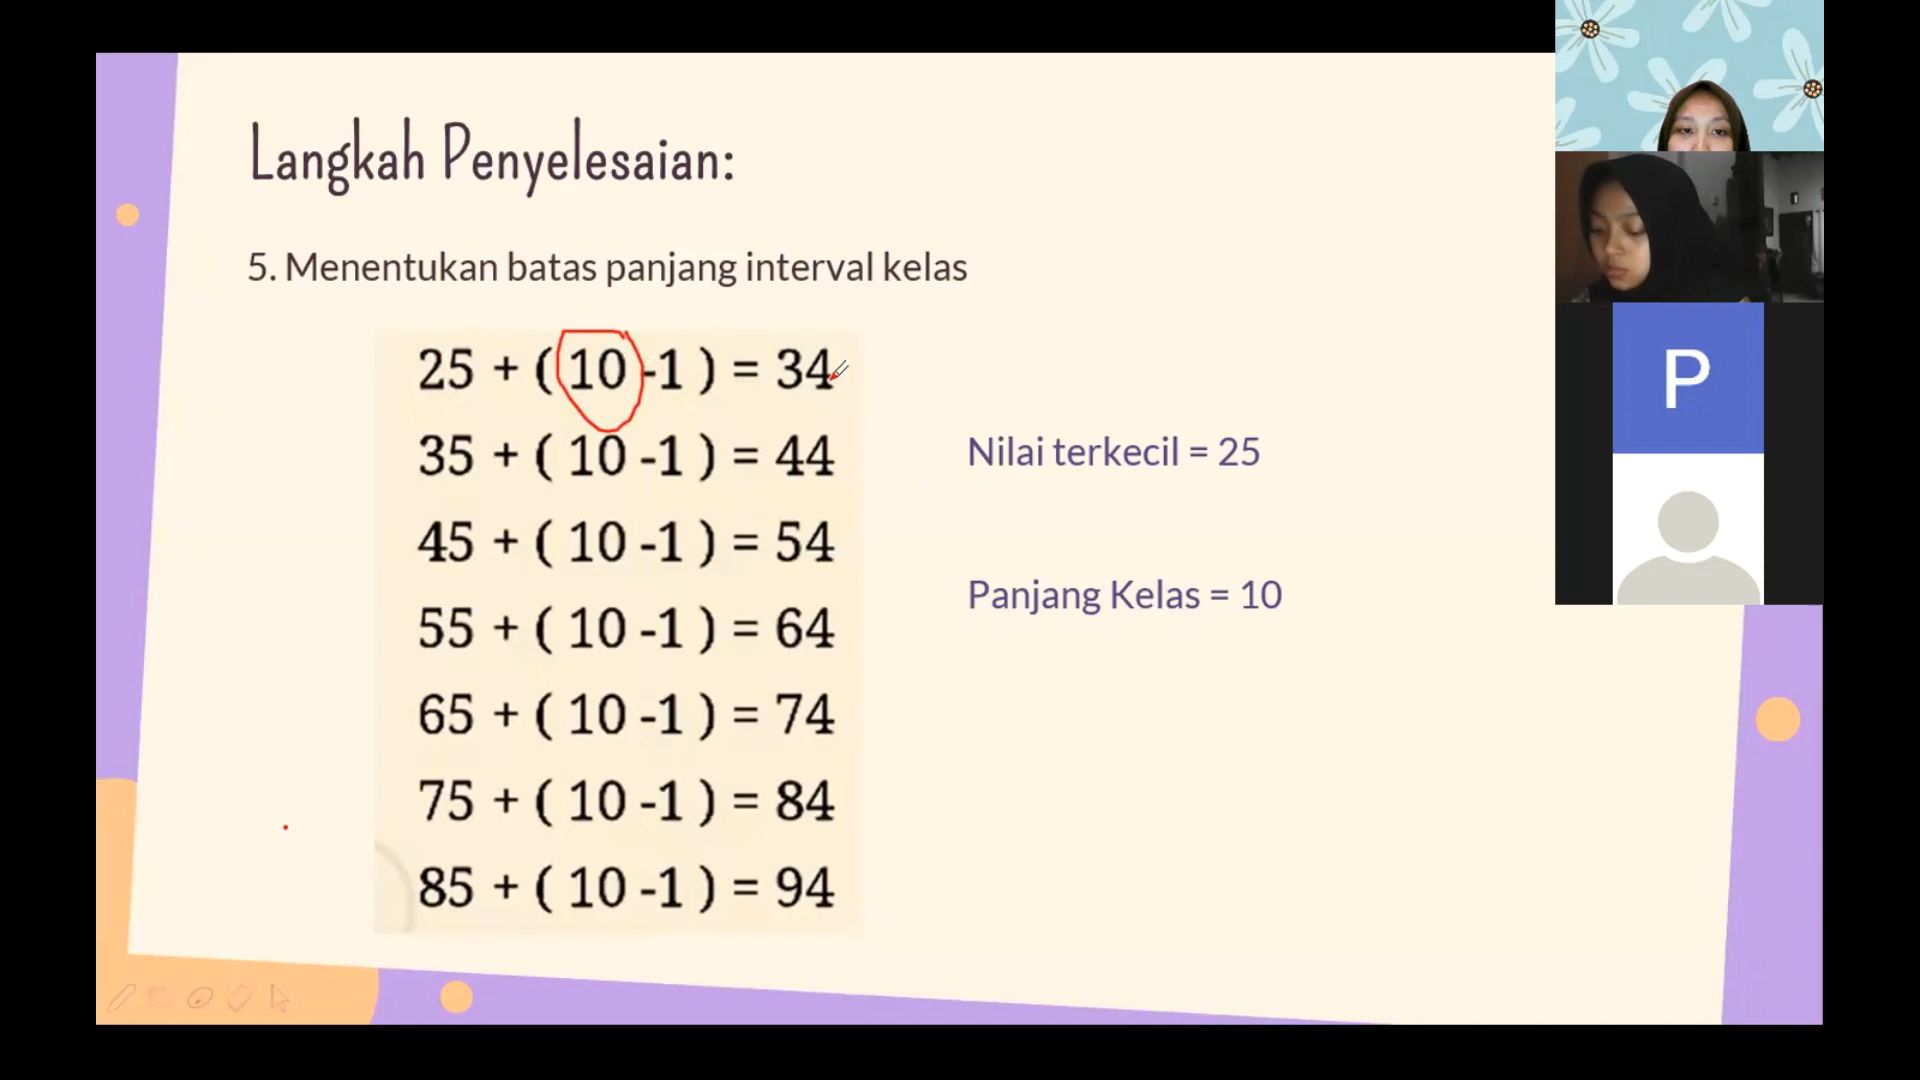 Langkah Penyelesaian:
5. Menentukan batas panjang interval kelas
25 + ( 10 -1 ) = 34
35 + ( 10 -1 ) = 44
45 + ( 10 -1 ) = 54
55 + ( 10 -1 ) = 64
65 + ( 10 -1 ) = 74
75 + ( 10 -1 ) = 84
85 + ( 10 -1 ) = 94
Nilai terkecil = 25
Panjang Kelas = 10
P